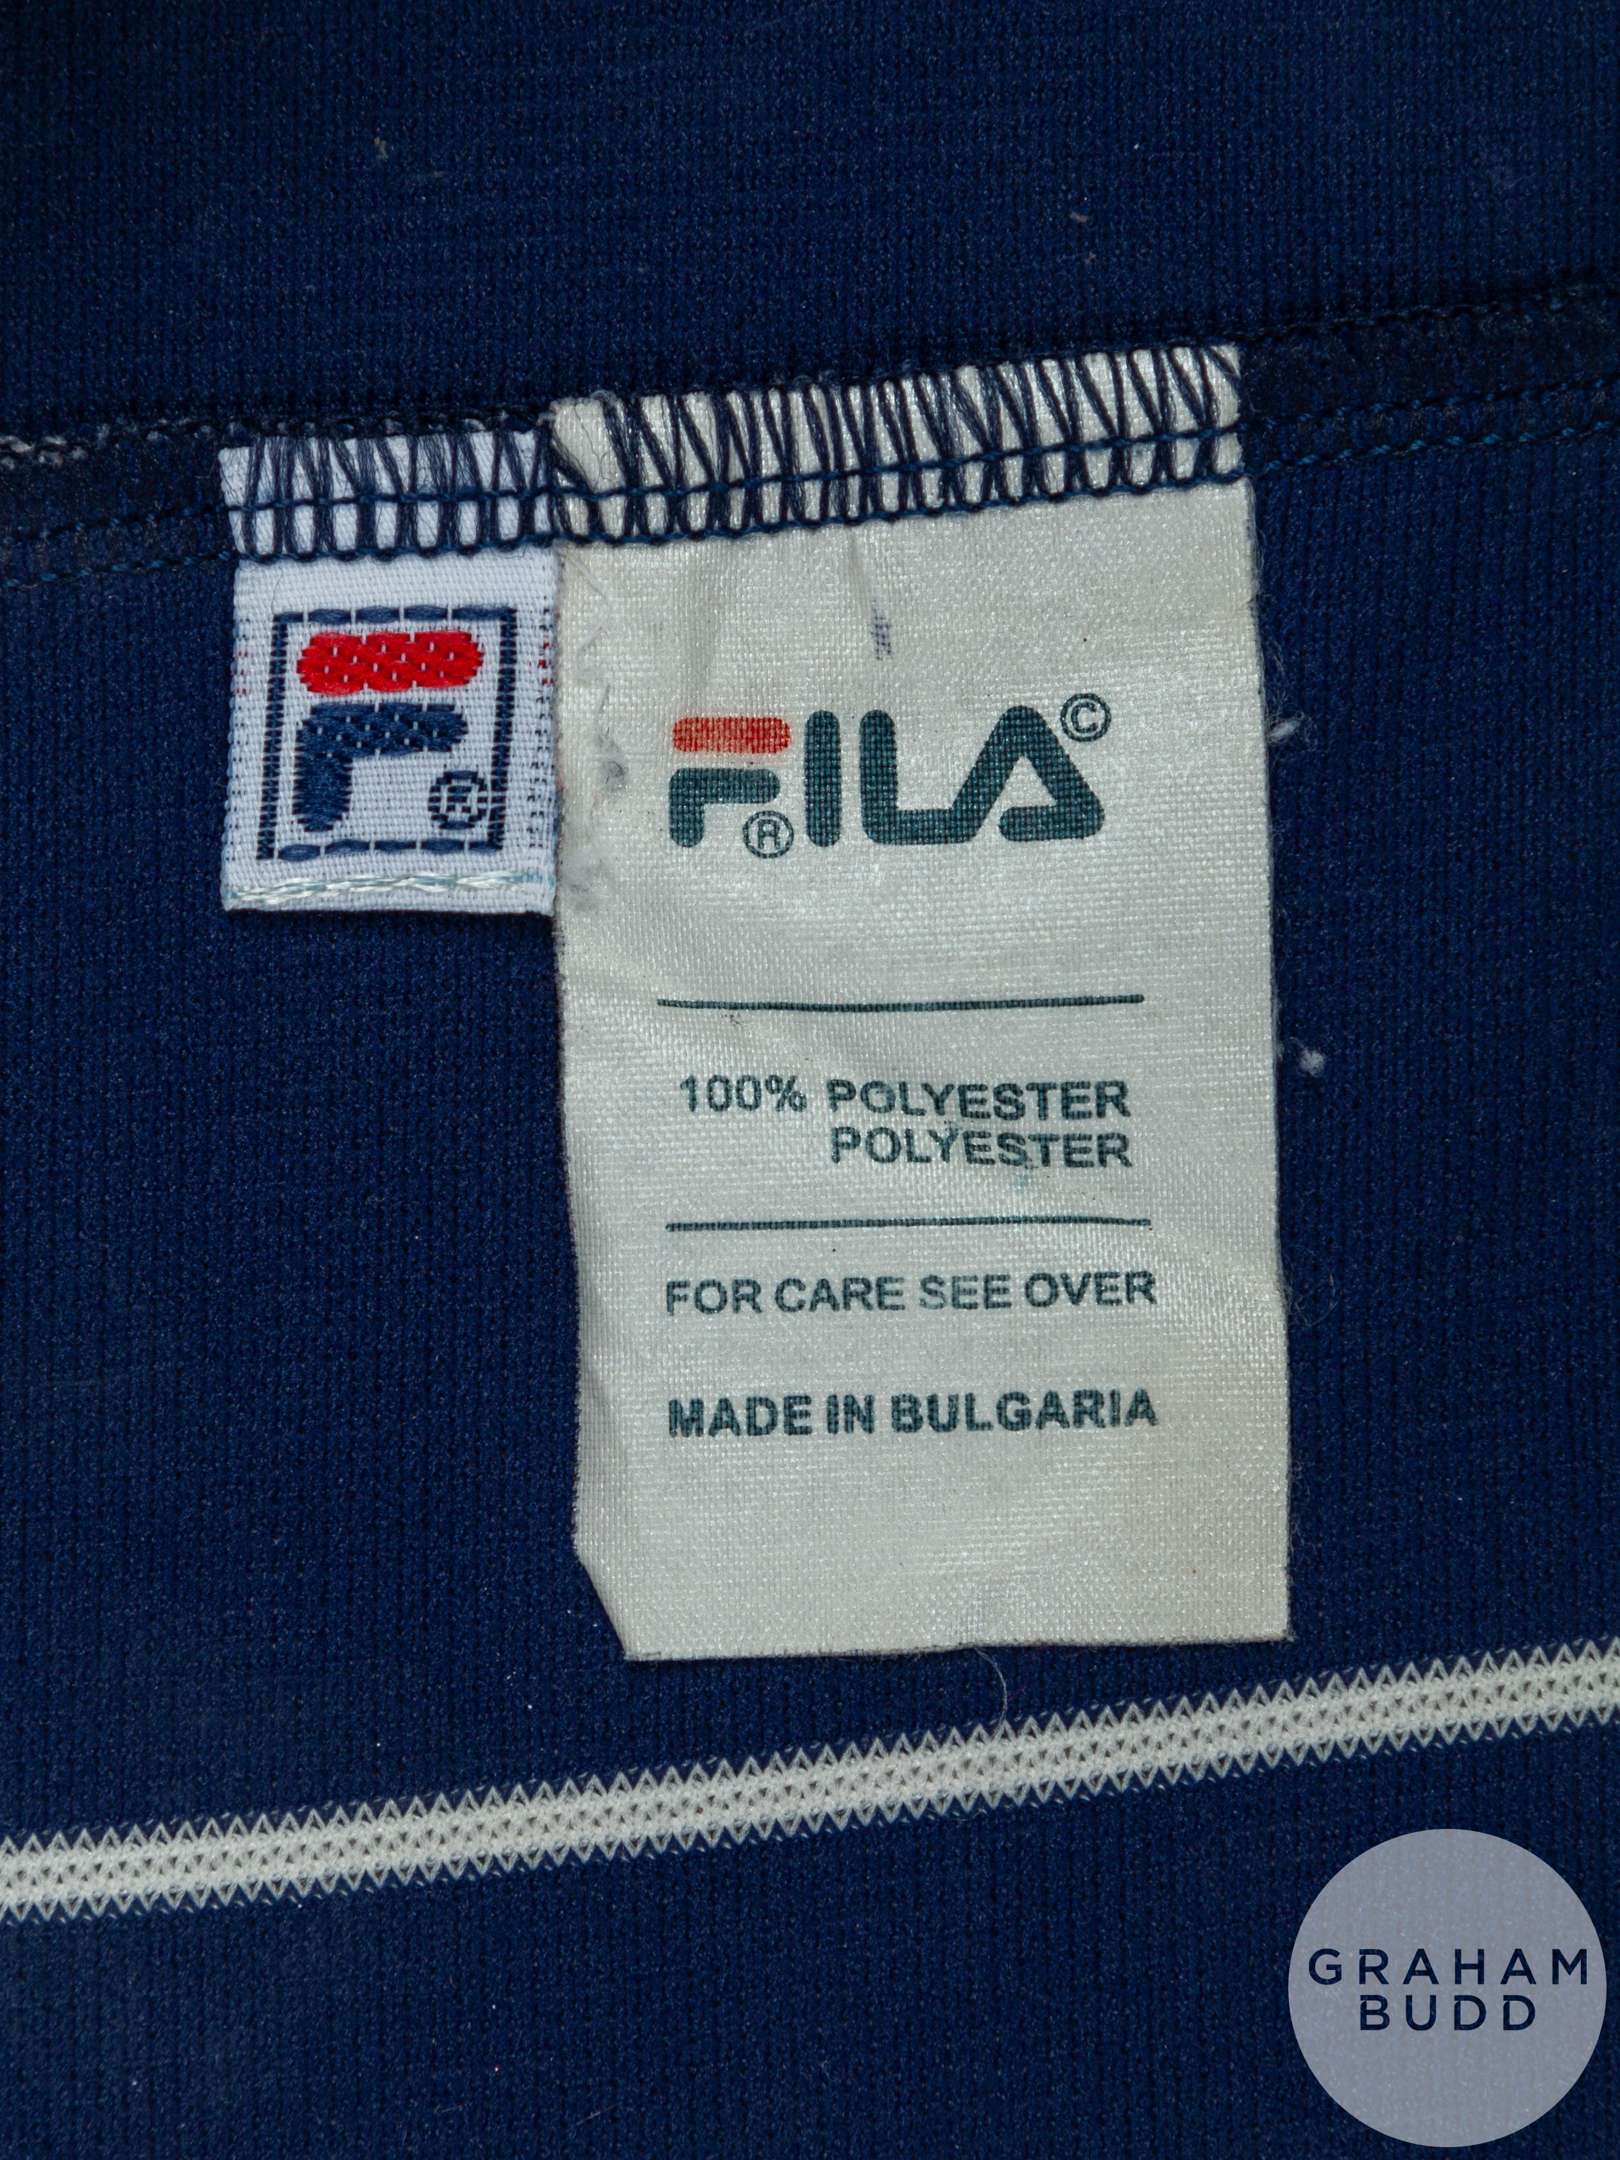 F ®
FILA © ®
100% POLYESTER
POLYESTER
FOR CARE SEE OVER
MADE IN BULGARIA
GRAHAM
BUDD